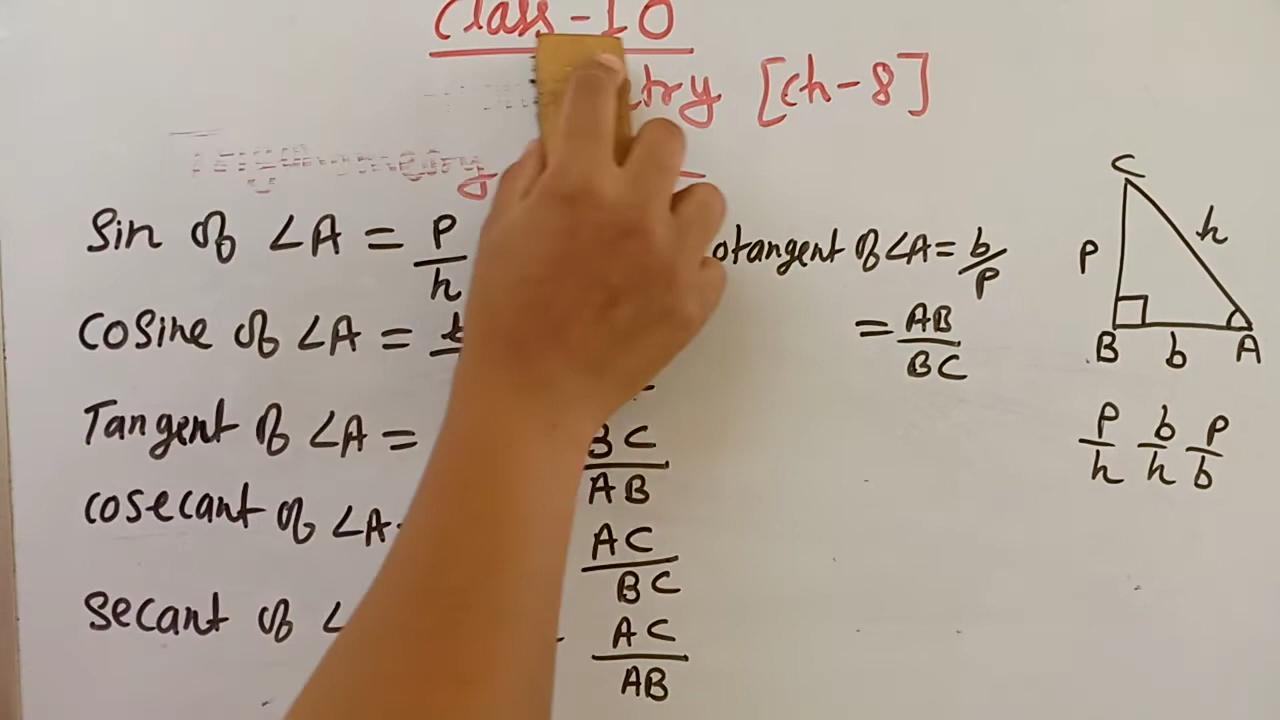 Class-10
try [ch-8]
Sin of ∠A = P/h
COSine of ∠A =
Tangent of ∠A = BC/AB
cosecant of ∠A AC/BC
Secant of ∠ AC/AB
otangent of ∠A = b/P
= AB/BC
C
P h
B b A
P/h b/h P/b